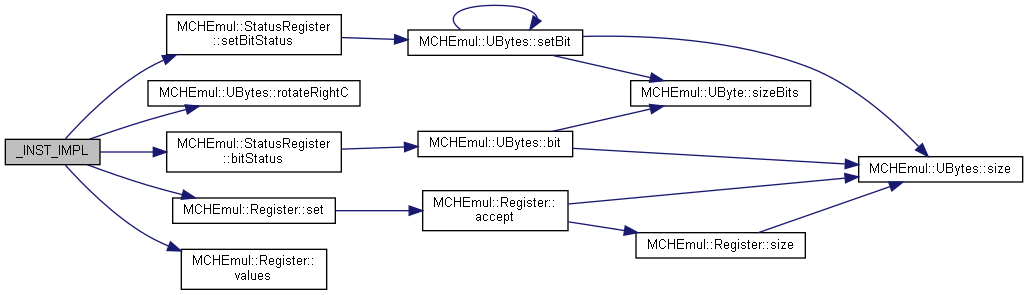 _INST_IMPL
MCHEmul::StatusRegister
::setBitStatus
MCHEmul::UBytes::rotateRightC
MCHEmul::StatusRegister
::bitStatus
MCHEmul::Register::set
MCHEmul::Register::
values
MCHEmul::UBytes::setBit
MCHEmul::UBytes::bit
MCHEmul::Register::
accept
MCHEmul::UByte::sizeBits
MCHEmul::Register::size
MCHEmul::UBytes::size